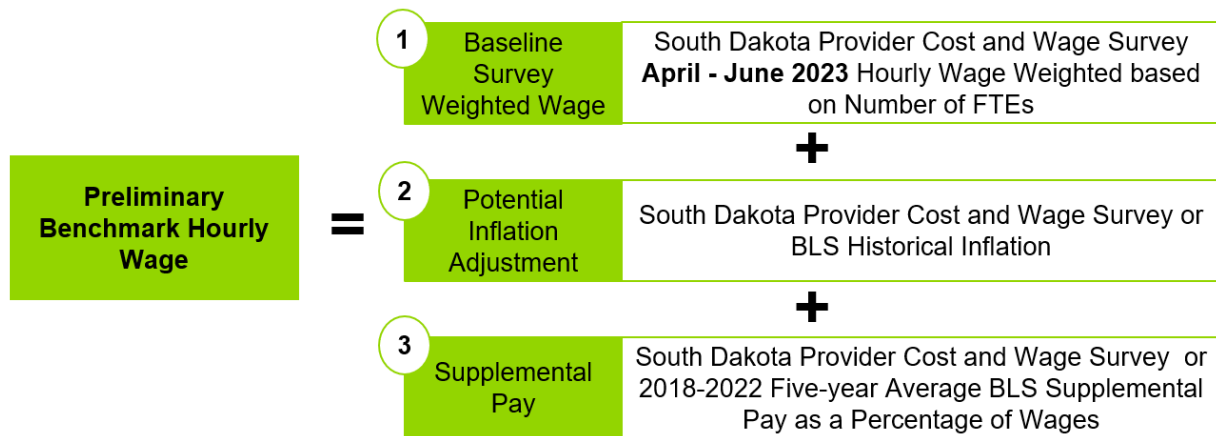 1
Baseline
Survey
Weighted Wage
South Dakota Provider Cost and Wage Survey
April - June 2023 Hourly Wage Weighted based
on Number of FTEs
+
Preliminary
Benchmark Hourly
Wage
=
2
Potential
Inflation
Adjustment
South Dakota Provider Cost and Wage Survey or
BLS Historical Inflation
+
3
Supplemental
Pay
South Dakota Provider Cost and Wage Survey or
2018-2022 Five-year Average BLS Supplemental
Pay as a Percentage of Wages